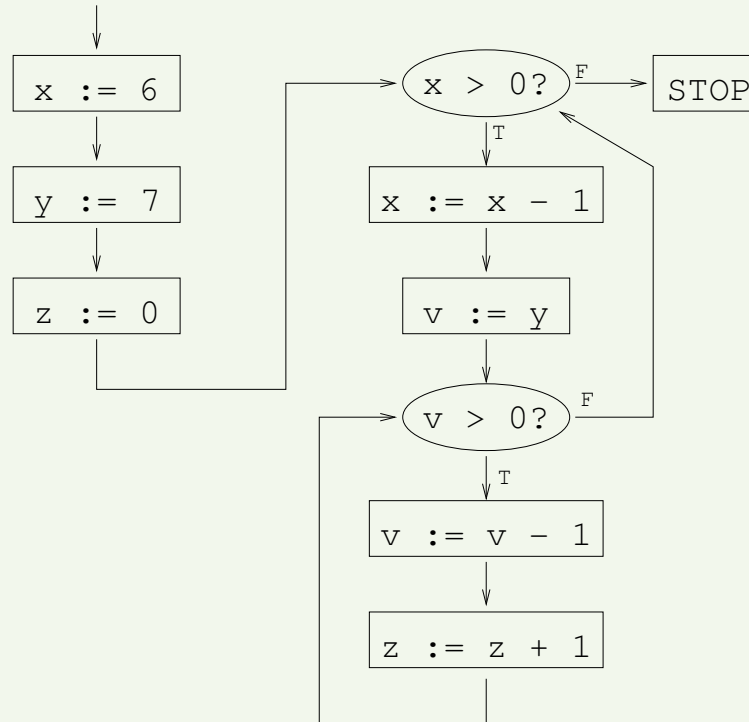 x := 6
y := 7
z := 0
x > 0?
F
STOP
T
x := x - 1
v := y
v > 0?
F
T
v := v - 1
z := z + 1